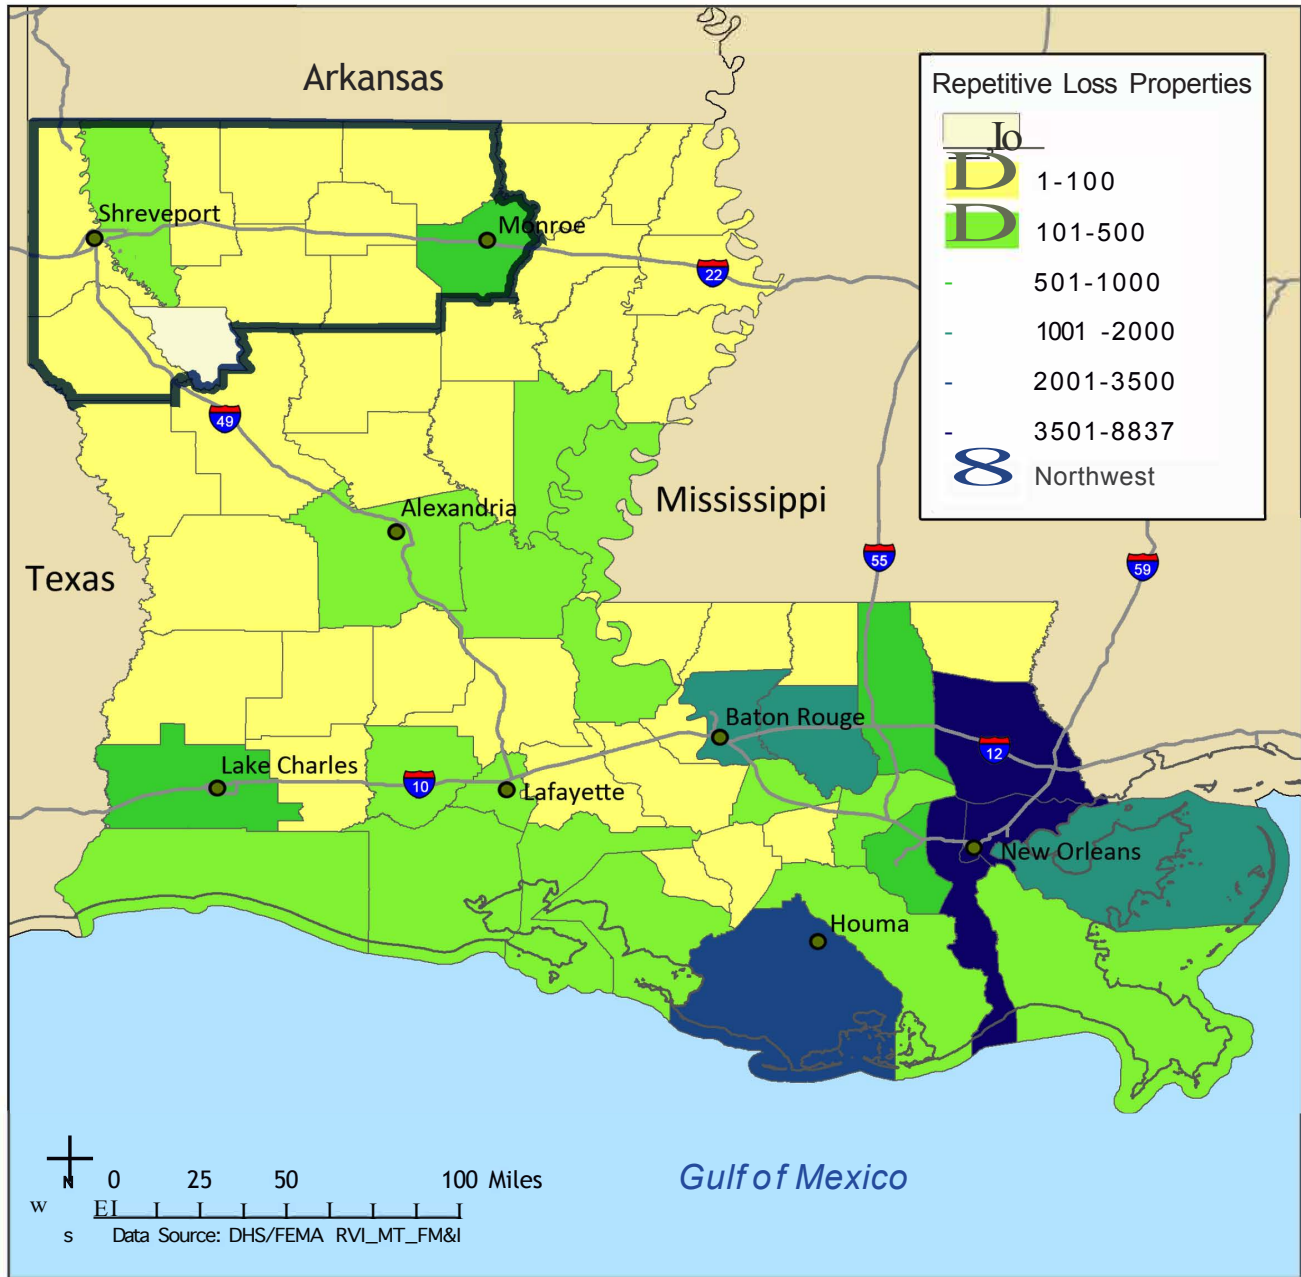 Arkansas
Repetitive Loss Properties
Io
D 1-100
D 101-500
501-1000
1001 -2000
2001-3500
3501-8837
8 Northwest
Shreveport
Monroe
22
49
Alexandria
Mississippi
Texas
55
59
Baton Rouge
12
Lake Charles
10
Lafayette
New Orleans
Houma
Gulf of Mexico
N
0 25 50 100 Miles
W
EI
s
Data Source: DHS/FEMA RVI_MT_FM&I